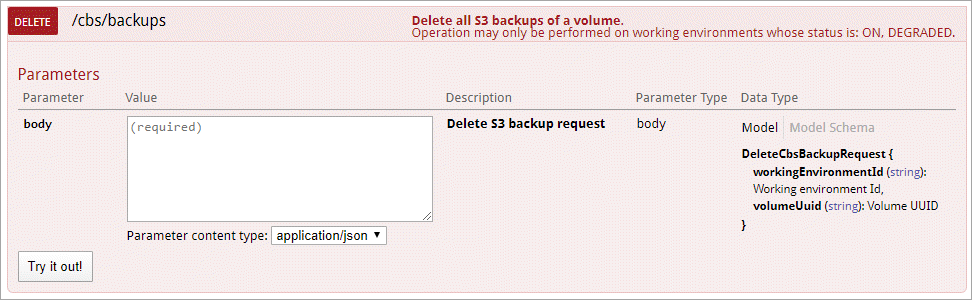 DELETE /cbs/backups Delete all S3 backups of a volume.
Operation may only be performed on working environments whose status is: ON, DEGRADED.
Parameters
Parameter Value Description Parameter Type Data Type
body (required) Delete S3 backup request body Model Model Schema
DeleteCbsBackupRequest {
workingEnvironmentId (string):
Working environment Id,
volumeUuid (string): Volume UUID
}
Parameter content type: application/json
Try it out!